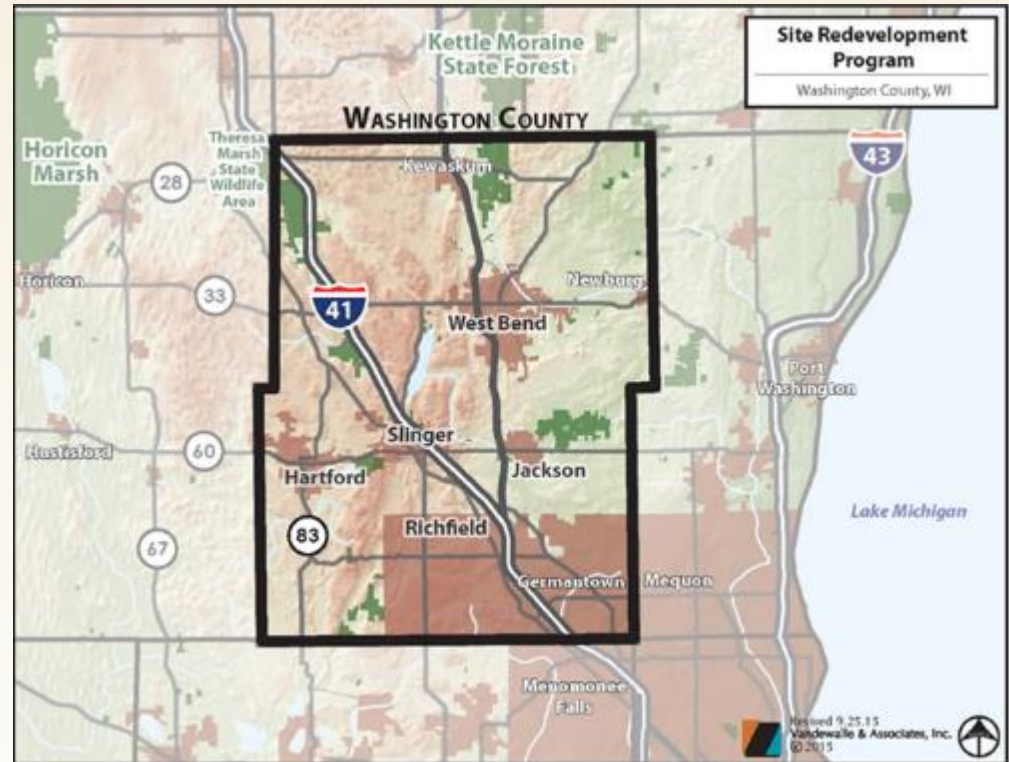 Site Redevelopment
Program
Washington County, WI
Kettle Moraine
State Forest
WASHINGTON COUNTY
43
Horicon
Marsh
Theresa
Marsh
State
Wildlife
Area
28
Kewaskum
Horicon
33
41
Newburg
West Bend
Port
Washington
Hustisford
60
Slinger
Hartford
Jackson
83
Richfield
Lake Michigan
67
Germantown
Mequon
Menomonee
Falls
Revised 9.25.15
Vandewalle & Associates, Inc.
© 2015